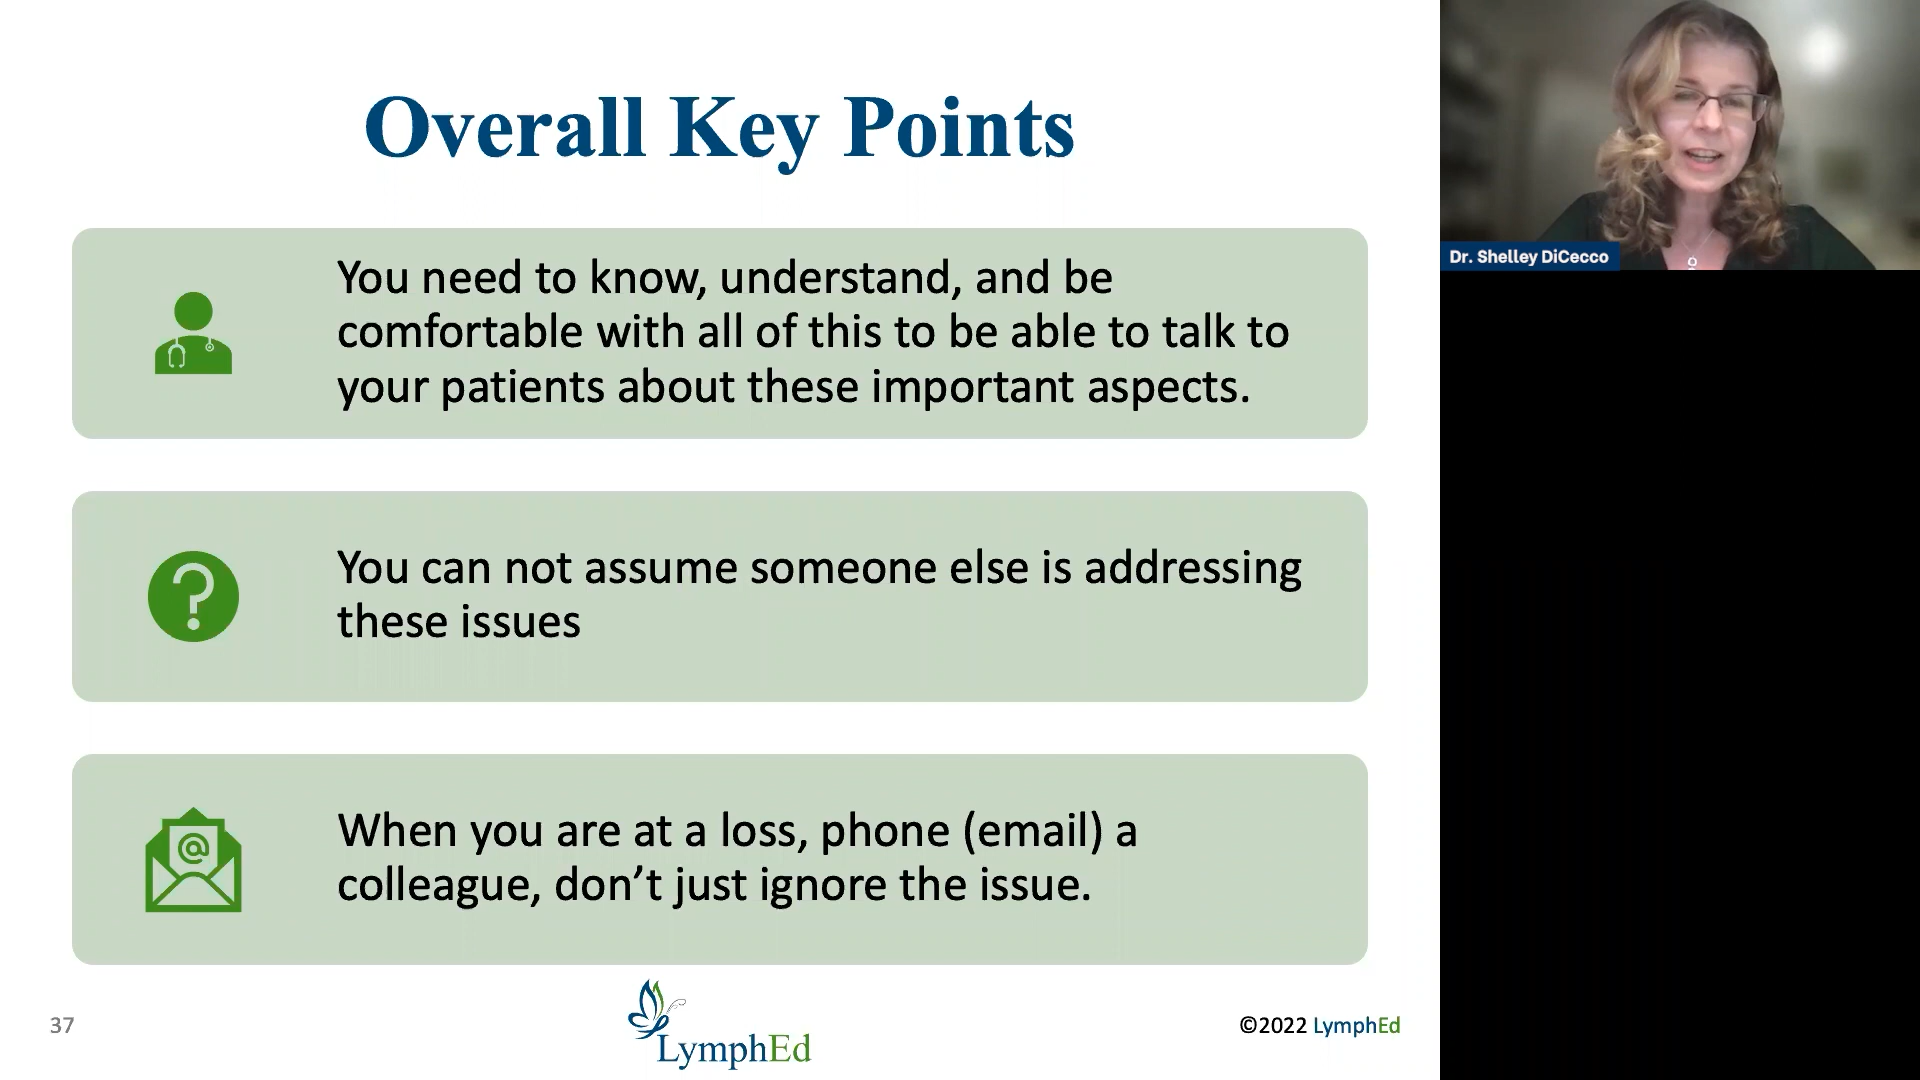 Overall Key Points
You need to know, understand, and be
comfortable with all of this to be able to talk to
your patients about these important aspects.
?
You can not assume someone else is addressing
these issues
@
When you are at a loss, phone (email) a
colleague, don’t just ignore the issue.
37
LymphEd
©2022 LymphEd
Dr. Shelley DiCecco